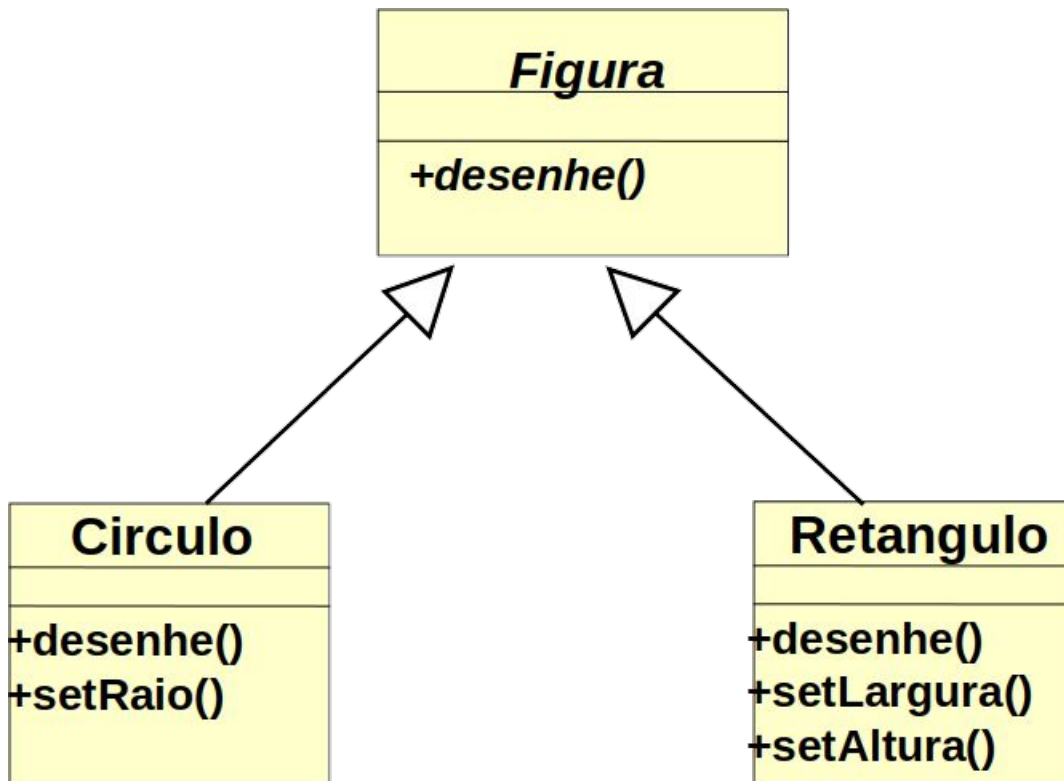 Figura
+desenhe()
Circulo
+desenhe()
+setRaio()
Retangulo
+desenhe()
+setLargura()
+setAltura()